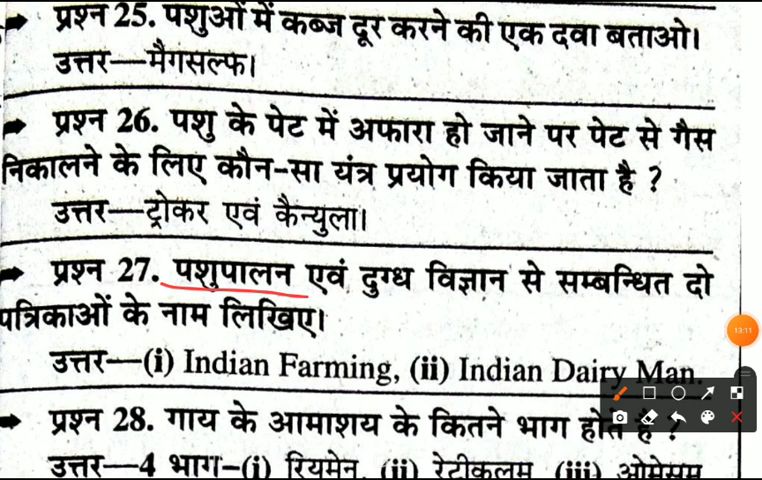 प्रश्न 25. पशुओं में कब्ज दूर करने की एक दवा बताओ।
उत्तर—मैगसल्फ।
प्रश्न 26. पशु के पेट में अफारा हो जाने पर पेट से गैस
निकालने के लिए कौन-सा यंत्र प्रयोग किया जाता है ?
उत्तर—ट्रोकर एवं कैन्युला।
प्रश्न 27. पशुपालन एवं दुग्ध विज्ञान से सम्बन्धित दो
पत्रिकाओं के नाम लिखिए।
13:11
उत्तर—(i) Indian Farming, (ii) Indian Dairy Man.
प्रश्न 28. गाय के आमाशय के कितने भाग होते हैं ?
उत्तर—4 भाग–(i) रियुमेन, (ii) रेटीकुलम, (iii) ओमेसम